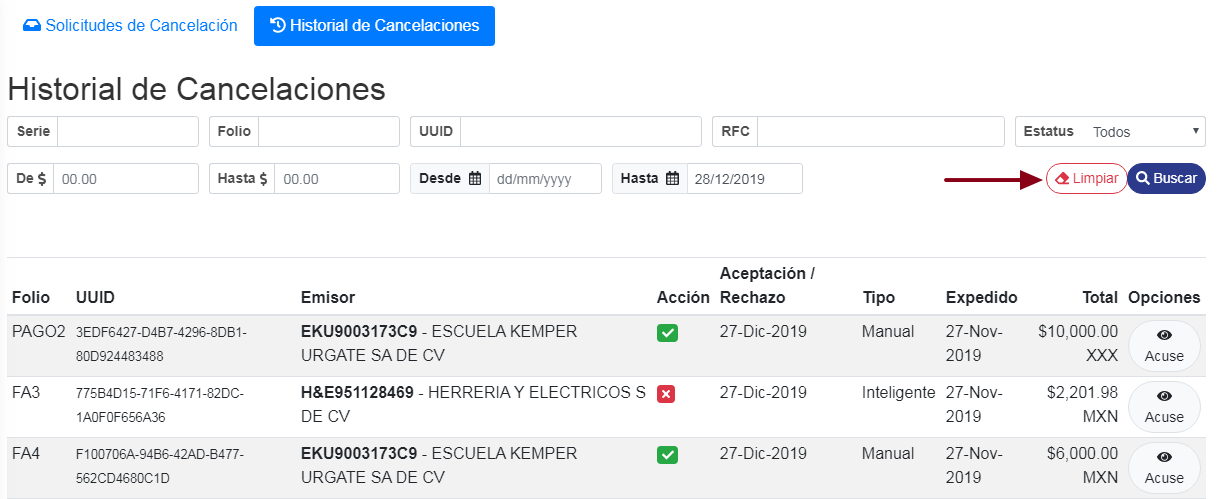 Solicitudes de Cancelación Historial de Cancelaciones
Historial de Cancelaciones
Serie Folio UUID RFC Estatus Todos
De $ 00.00 Hasta $ 00.00 Desde dd/mm/yyyy Hasta 28/12/2019 Limpiar Buscar
Aceptación /
Folio UUID Emisor Acción Rechazo Tipo Expedido Total Opciones
PAGO2 3EDF6427-D4B7-4296-8DB1- EKU9003173C9 - ESCUELA KEMPER 27-Dic-2019 Manual 27-Nov- $10,000.00
80D924483488 URGATE SA DE CV 2019 XXX Acuse
FA3 775B4D15-71F6-4171-82DC- H&E951128469 - HERRERIA Y ELECTRICOS S 27-Dic-2019 Inteligente 27-Nov- $2,201.98
1A0F0F656A36 DE CV 2019 MXN Acuse
FA4 F100706A-94B6-42AD-B477- EKU9003173C9 - ESCUELA KEMPER 27-Dic-2019 Manual 27-Nov- $6,000.00
562CD4680C1D URGATE SA DE CV 2019 MXN Acuse